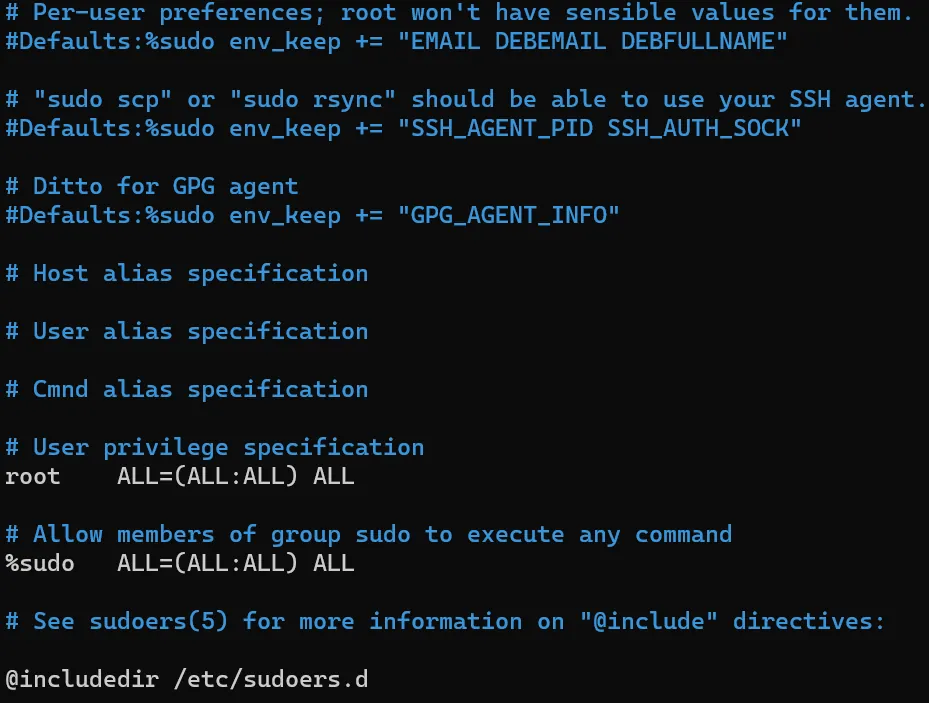 # Per-user preferences; root won't have sensible values for them.
#Defaults:%sudo env_keep += "EMAIL DEBEMAIL DEBFULLNAME"

# "sudo scp" or "sudo rsync" should be able to use your SSH agent.
#Defaults:%sudo env_keep += "SSH_AGENT_PID SSH_AUTH_SOCK"

# Ditto for GPG agent
#Defaults:%sudo env_keep += "GPG_AGENT_INFO"

# Host alias specification

# User alias specification

# Cmnd alias specification

# User privilege specification
root    ALL=(ALL:ALL) ALL

# Allow members of group sudo to execute any command
%sudo   ALL=(ALL:ALL) ALL

# See sudoers(5) for more information on "@include" directives:

@includedir /etc/sudoers.d